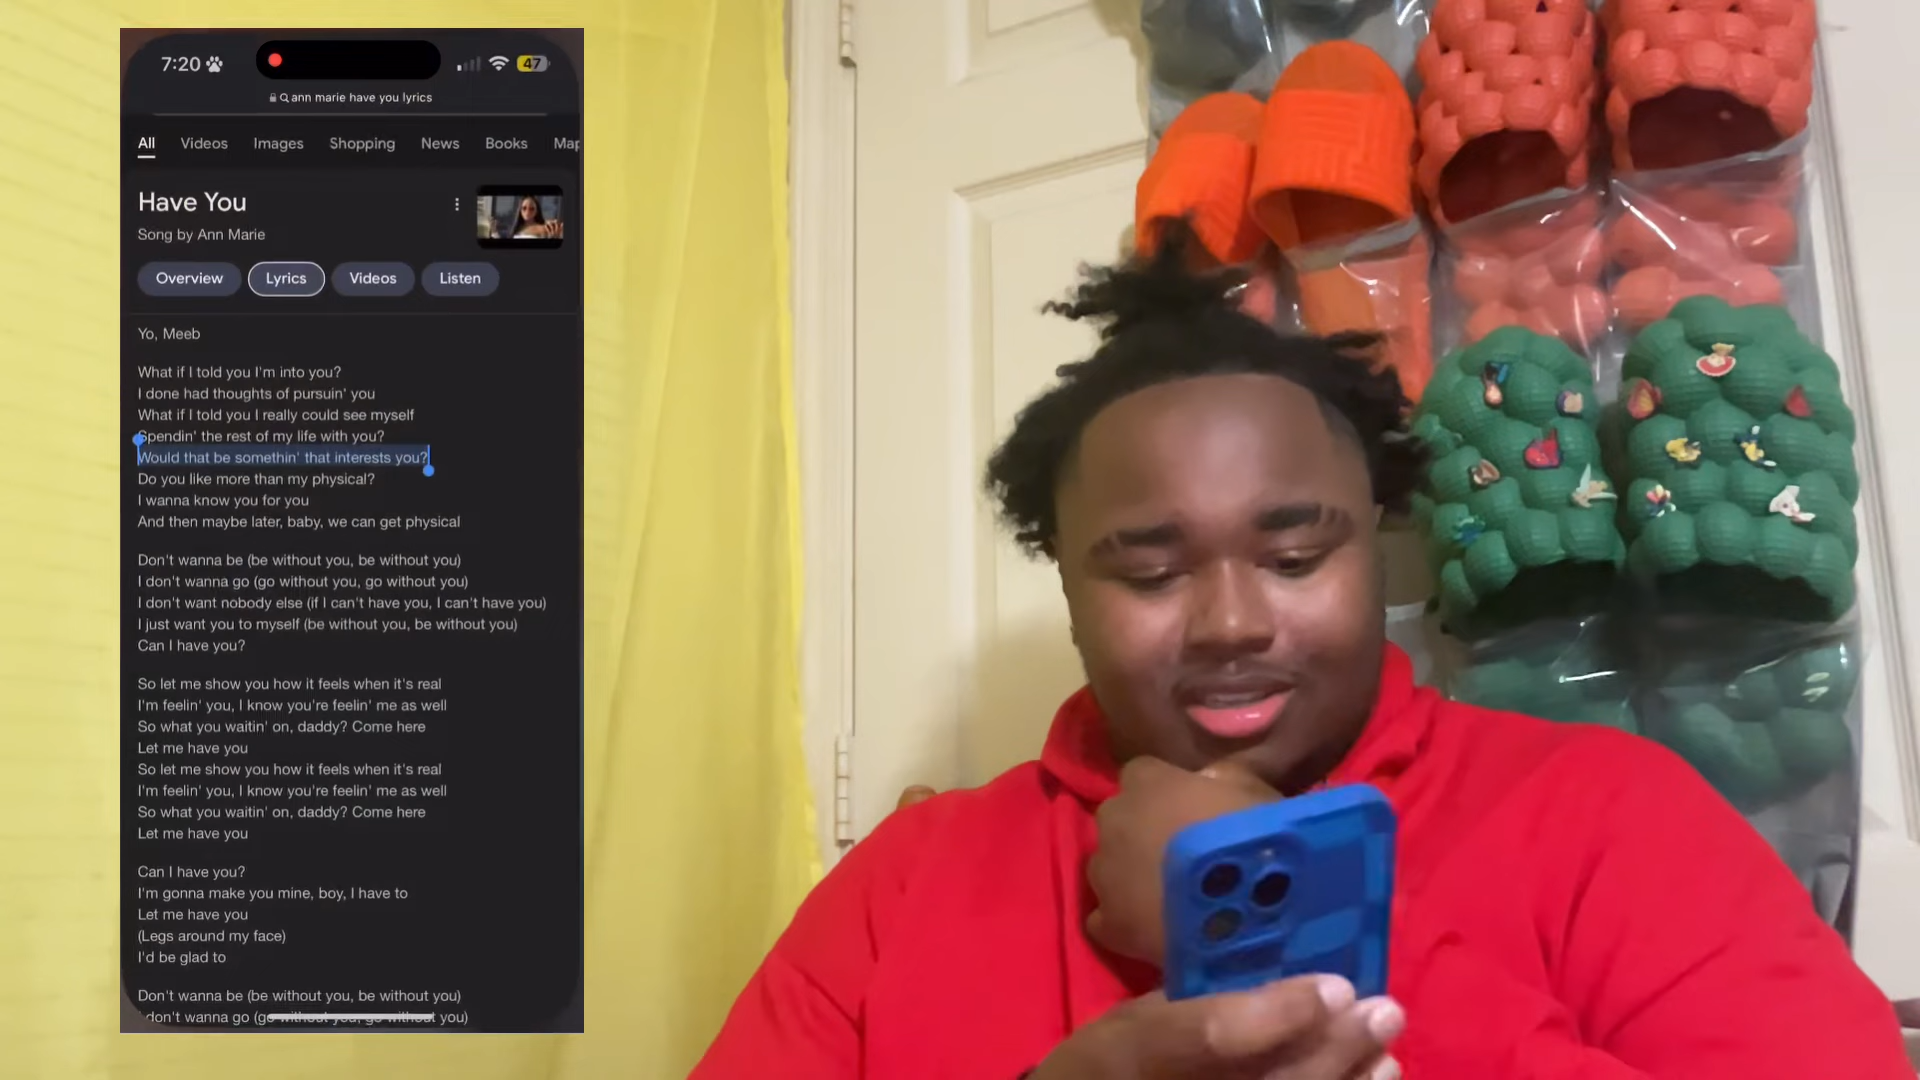 7:20
47
ann marie have you lyrics
All Videos Images Shopping News Books Map
Have You
Song by Ann Marie
Overview Lyrics Videos Listen
Yo, Meeb
What if I told you I'm into you?
I done had thoughts of pursuin' you
What if I told you I really could see myself
Spendin' the rest of my life with you?
Would that be somethin' that interests you?
Do you like more than my physical?
I wanna know you for you
And then maybe later, baby, we can get physical
Don't wanna be (be without you, be without you)
I don't wanna go (go without you, go without you)
I don't want nobody else (if I can't have you, I can't have you)
I just want you to myself (be without you, be without you)
Can I have you?
So let me show you how it feels when it's real
I'm feelin' you, I know you're feelin' me as well
So what you waitin' on, daddy? Come here
Let me have you
So let me show you how it feels when it's real
I'm feelin' you, I know you're feelin' me as well
So what you waitin' on, daddy? Come here
Let me have you
Can I have you?
I'm gonna make you mine, boy, I have to
Let me have you
(Legs around my face)
I'd be glad to
Don't wanna be (be without you, be without you)
I don't wanna go (go without you, go without you)